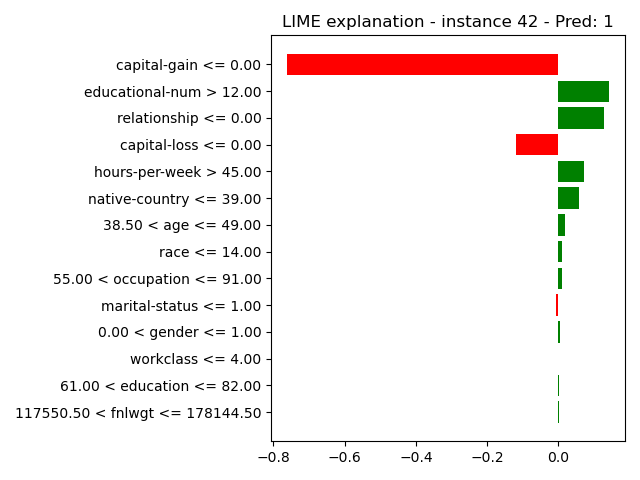 LIME explanation - instance 42 - Pred: 1
capital-gain <= 0.00
educational-num > 12.00
relationship <= 0.00
capital-loss <= 0.00
hours-per-week > 45.00
native-country <= 39.00
38.50 < age <= 49.00
race <= 14.00
55.00 < occupation <= 91.00
marital-status <= 1.00
0.00 < gender <= 1.00
workclass <= 4.00
61.00 < education <= 82.00
117550.50 < fnlwgt <= 178144.50
−0.8 −0.6 −0.4 −0.2 0.0